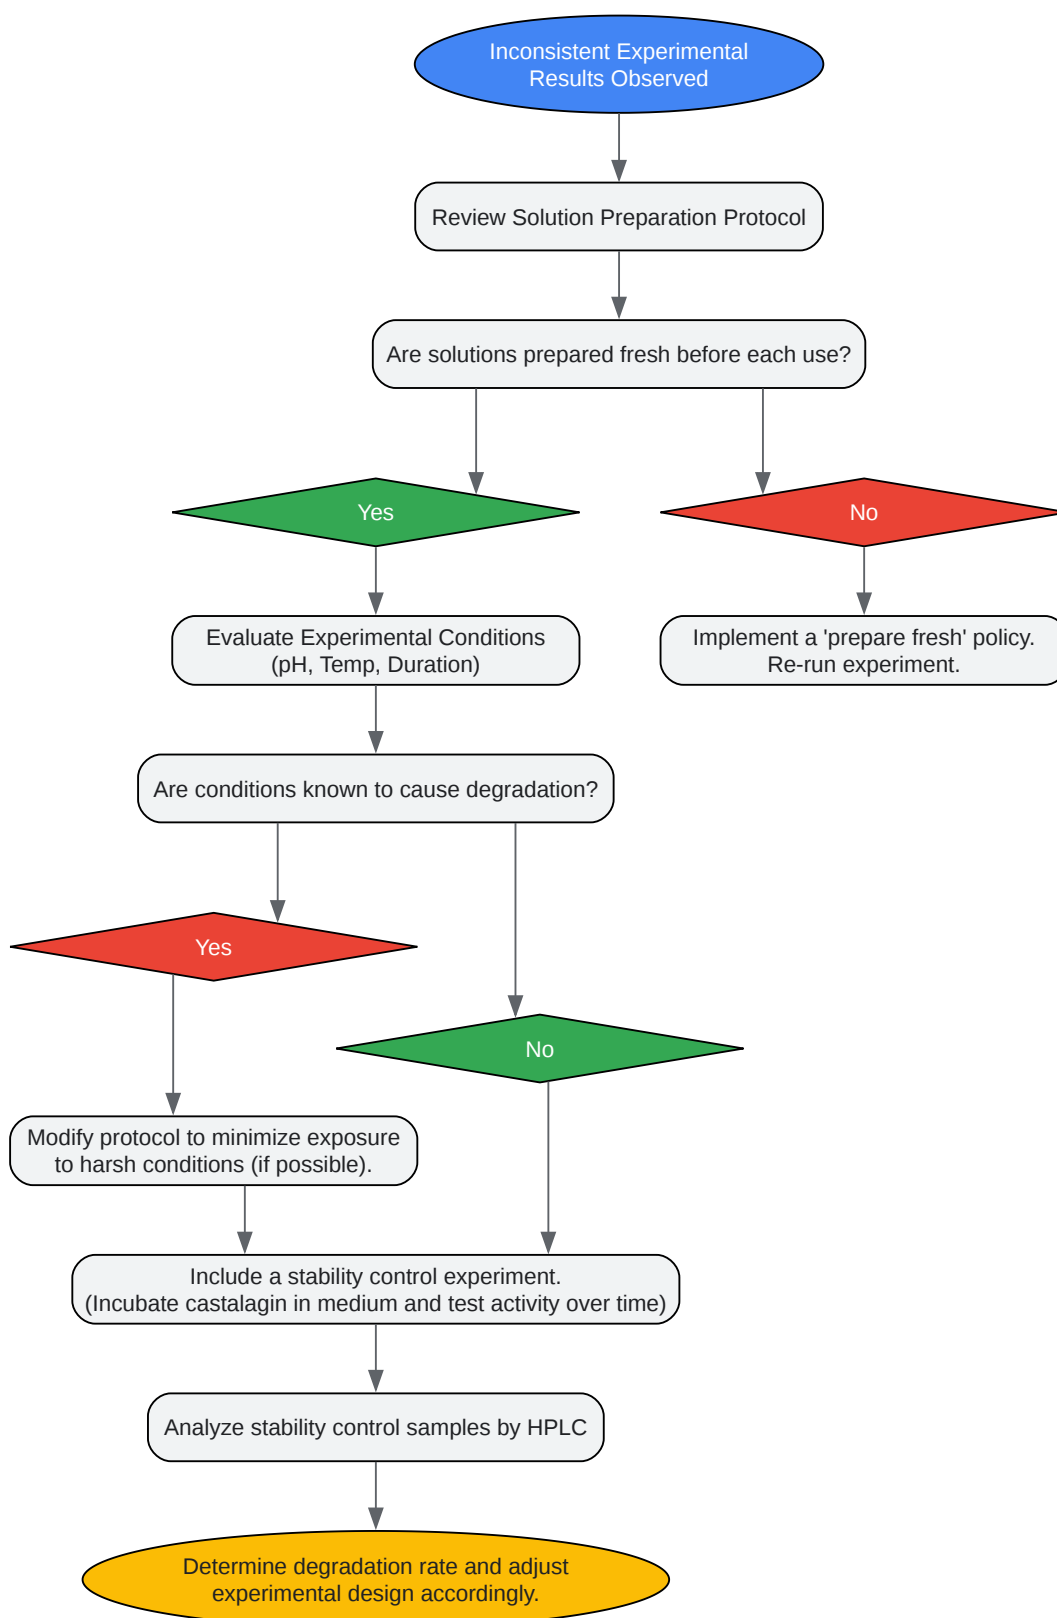 Inconsistent Experimental
Results Observed
Review Solution Preparation Protocol
Are solutions prepared fresh before each use?
Yes
No
Evaluate Experimental Conditions
(pH, Temp, Duration)
Implement a 'prepare fresh' policy.
Re-run experiment.
Are conditions known to cause degradation?
Yes
No
Modify protocol to minimize exposure
to harsh conditions (if possible).
Include a stability control experiment.
(Incubate castalagin in medium and test activity over time)
Analyze stability control samples by HPLC
Determine degradation rate and adjust
experimental design accordingly.